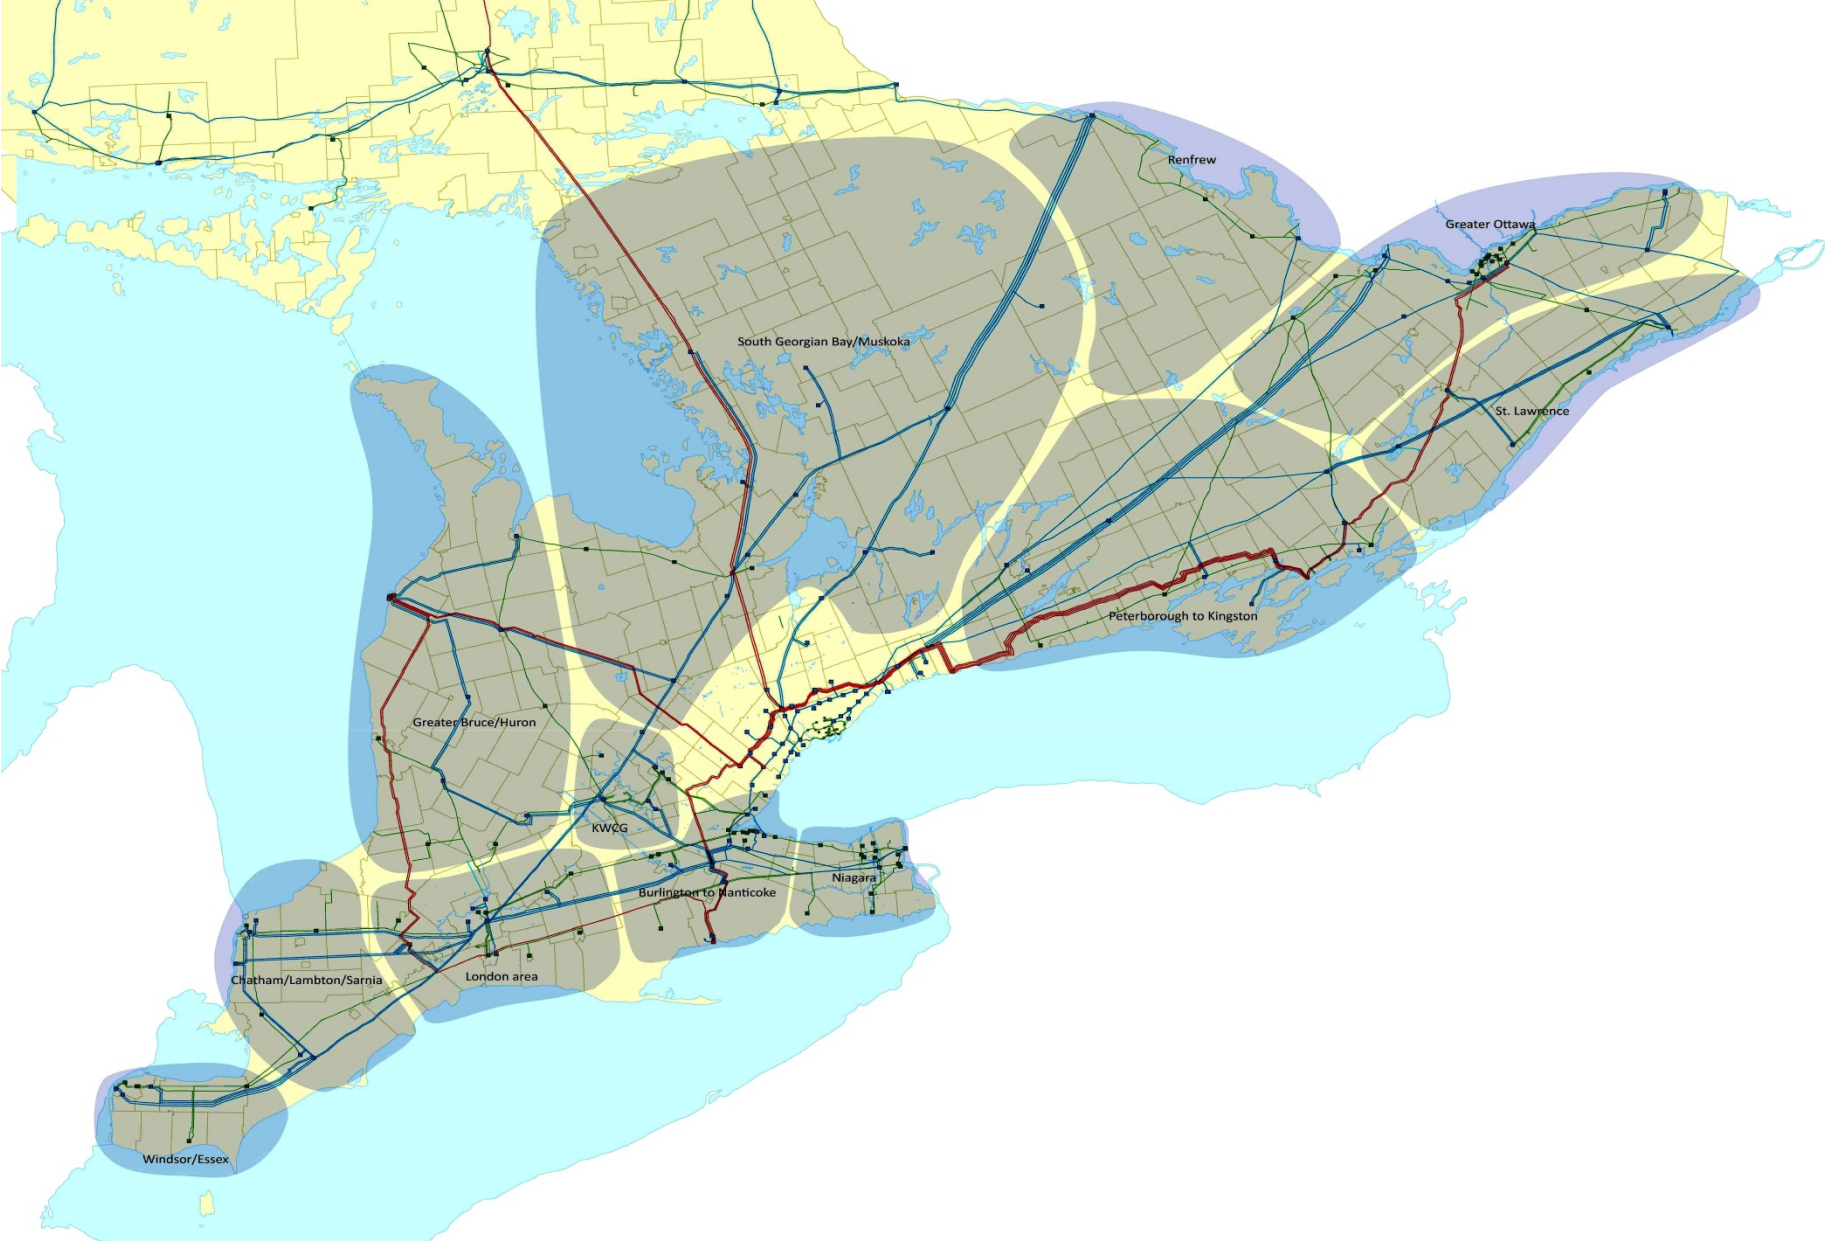 Renfrew
Greater Ottawa
South Georgian Bay/Muskoka
St. Lawrence
Peterborough to Kingston
Greater Bruce/Huron
KWCG
Niagara
Burlington to Nanticoke
London area
Chatham/Lambton/Sarnia
Windsor/Essex